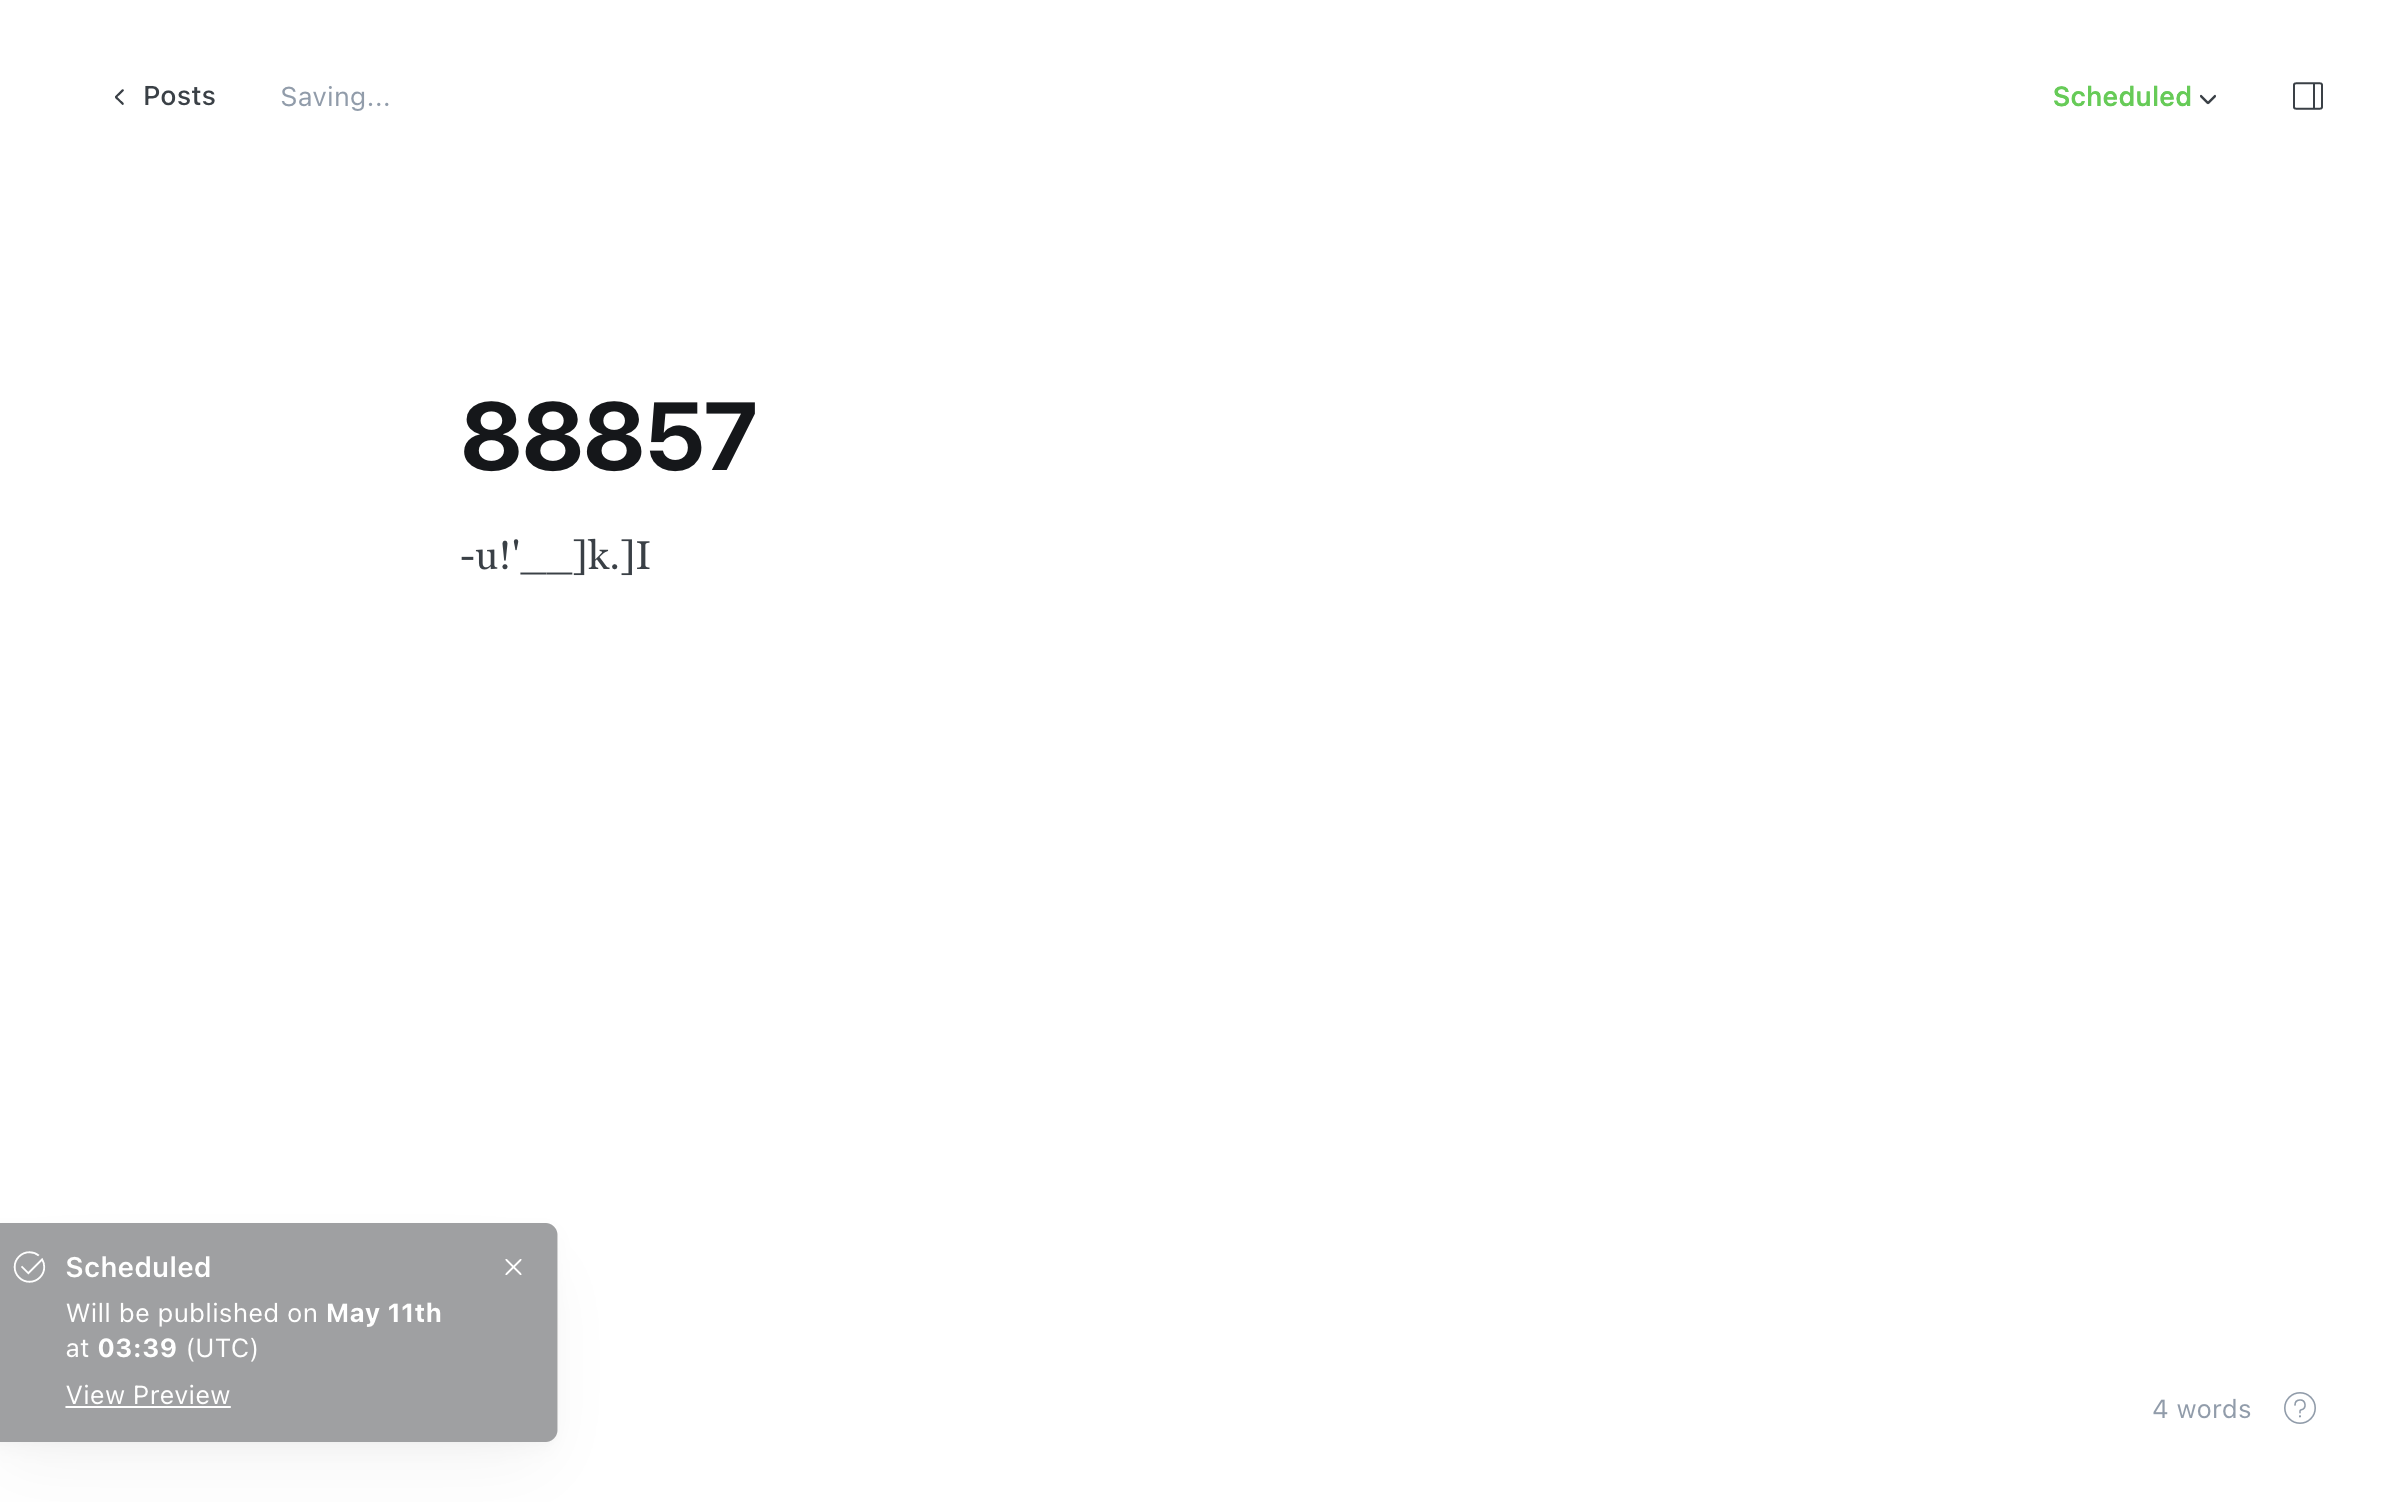 Posts
Saving...
Scheduled
88857
-u!'__]k.]I
Scheduled
Will be published on May 11th
at 03:39 (UTC)
View Preview
4 words
?